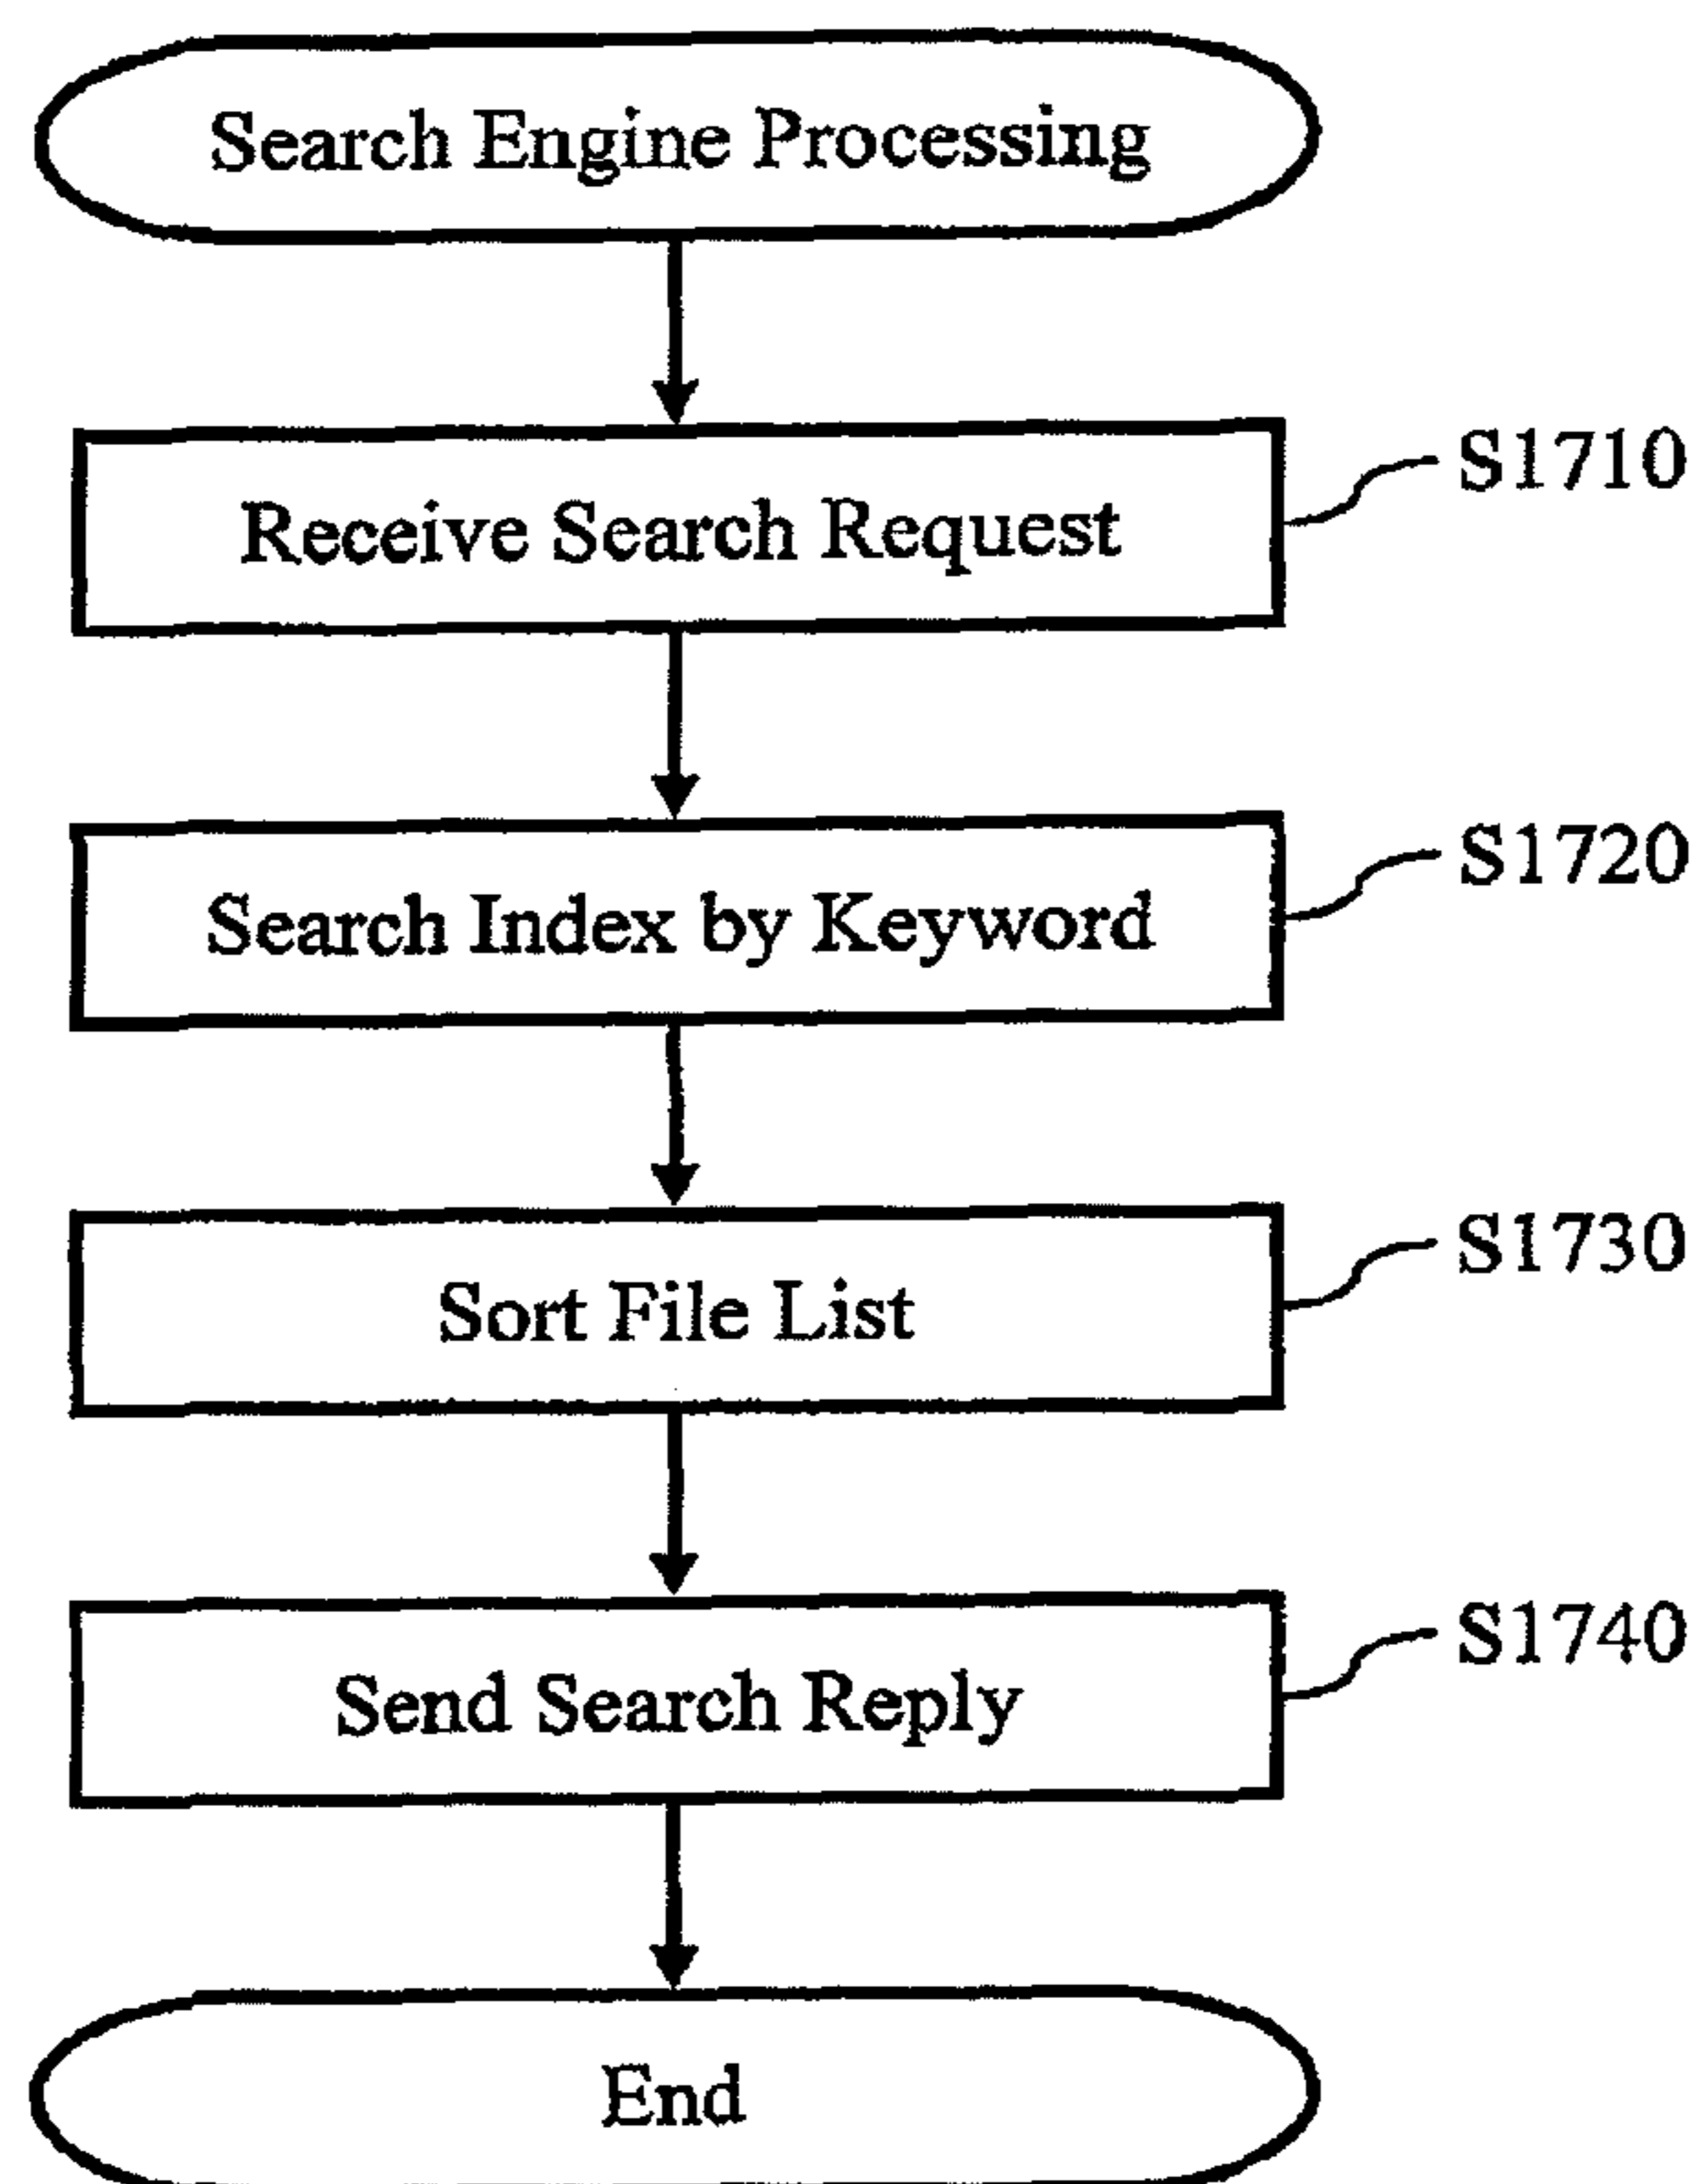 Search Engine Processing
Receive Search Request
S1710
Search Index by Keyword
S1720
Sort File List
S1730
Send Search Reply
S1740
End